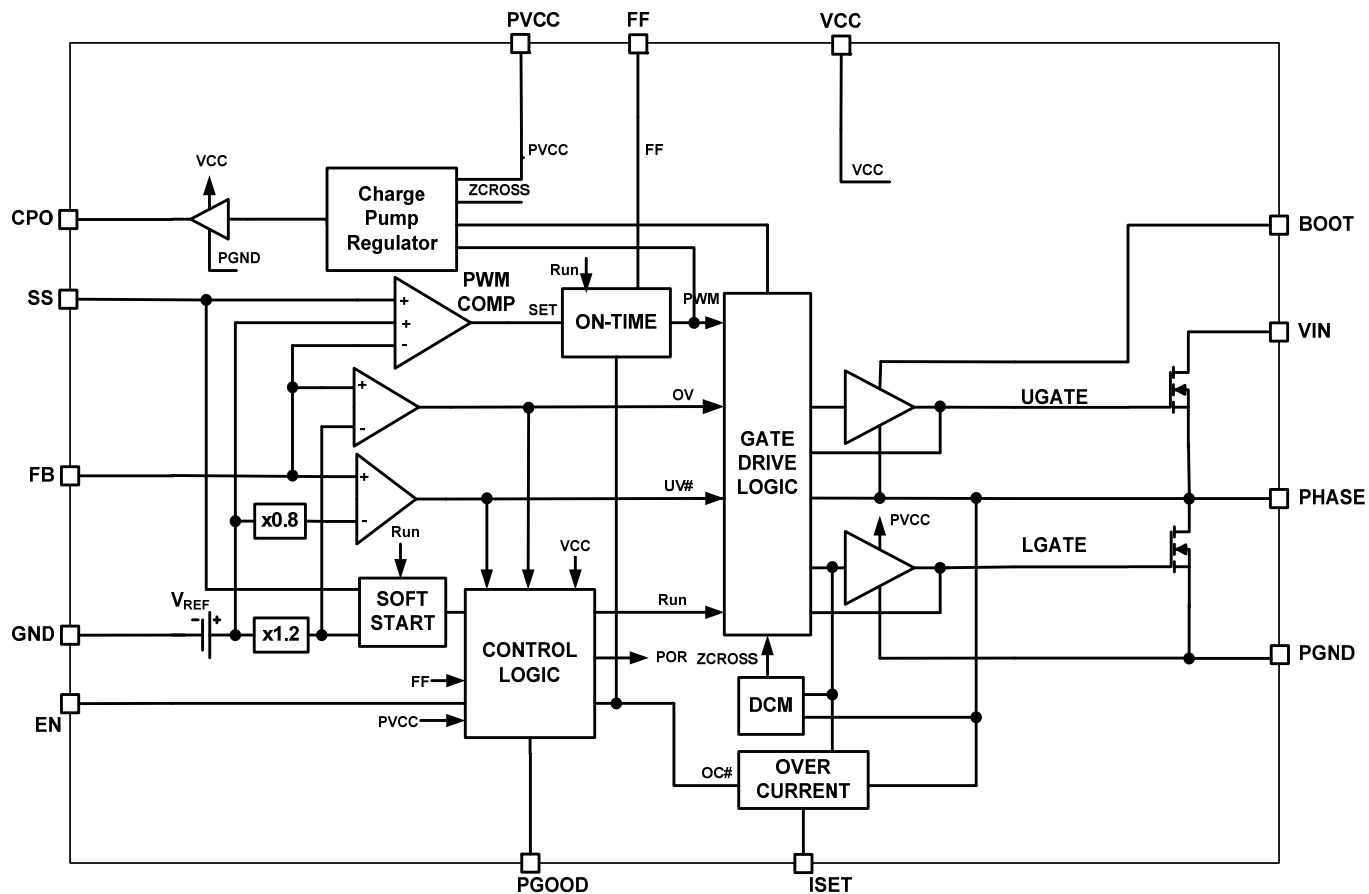 PVCC
FF
VCC
PVCC
FF
VCC
VCC
ZCROSS
Charge
Pump
Regulator
CPO
PGND
BOOT
SS
Run
PWM
COMP
SET
ON-TIME
PWM
+
+
-
VIN
+
-
OV
UGATE
GATE
DRIVE
LOGIC
FB
+
-
UV#
PHASE
x0.8
PVCC
Run
VCC
LGATE
SOFT
START
Run
VREF
- +
GND
x1.2
CONTROL
LOGIC
POR
ZCROSS
PGND
FF
EN
PVCC
DCM
OC#
OVER
CURRENT
PGOOD
ISET